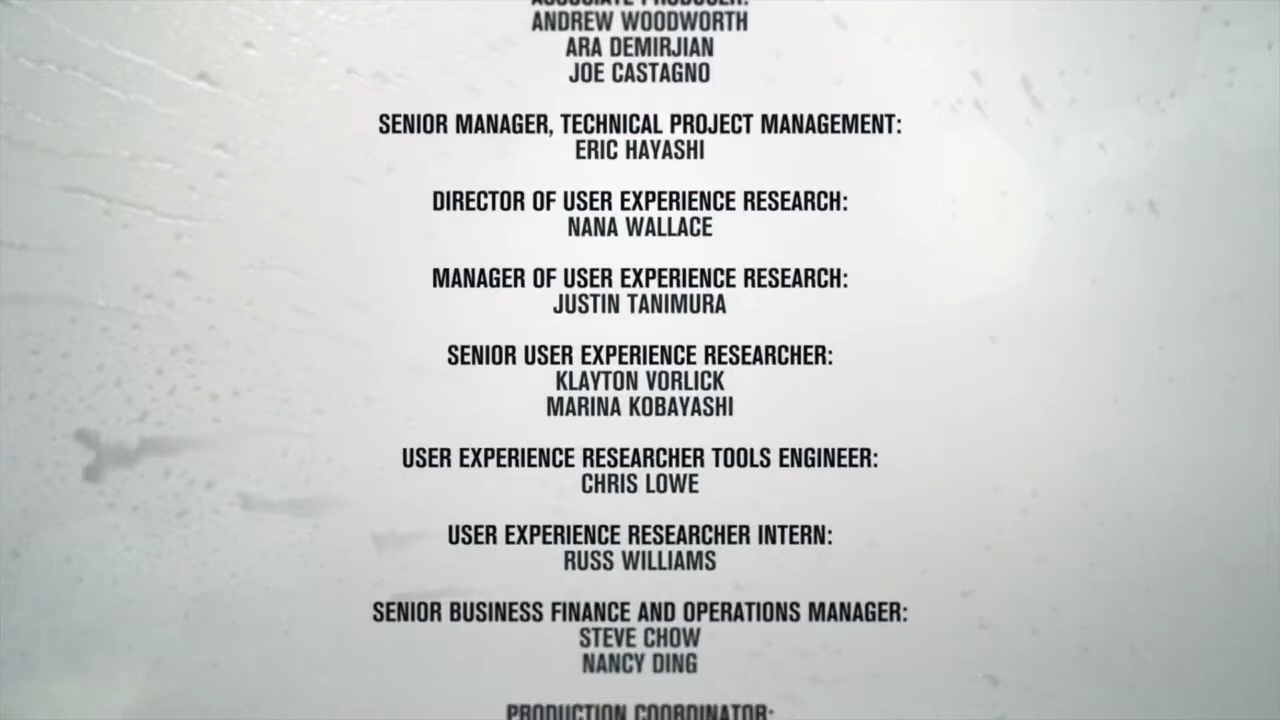 ASSOCIATE PRODUCER:
ANDREW WOODWORTH
ARA DEMIRJIAN
JOE CASTAGNO
SENIOR MANAGER, TECHNICAL PROJECT MANAGEMENT:
ERIC HAYASHI
DIRECTOR OF USER EXPERIENCE RESEARCH:
NANA WALLACE
MANAGER OF USER EXPERIENCE RESEARCH:
JUSTIN TANIMURA
SENIOR USER EXPERIENCE RESEARCHER:
KLAYTON VORLICK
MARINA KOBAYASHI
USER EXPERIENCE RESEARCHER TOOLS ENGINEER:
CHRIS LOWE
USER EXPERIENCE RESEARCHER INTERN:
RUSS WILLIAMS
SENIOR BUSINESS FINANCE AND OPERATIONS MANAGER:
STEVE CHOW
NANCY DING
PRODUCTION COORDINATOR: